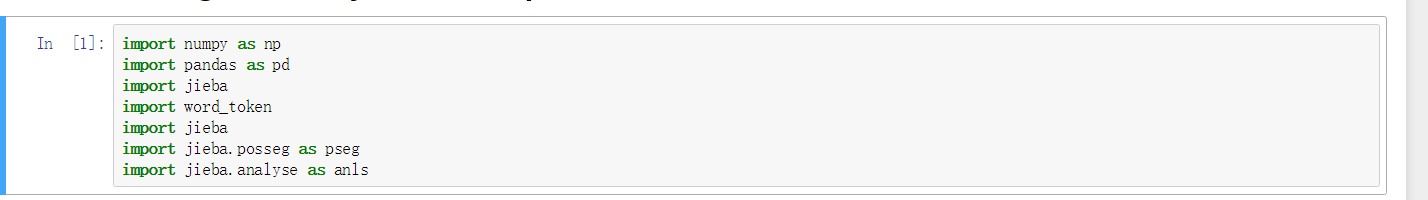 In [1]:
import numpy as np
import pandas as pd
import jieba
import word_token
import jieba
import jieba.posseg as pseg
import jieba.analyse as anls